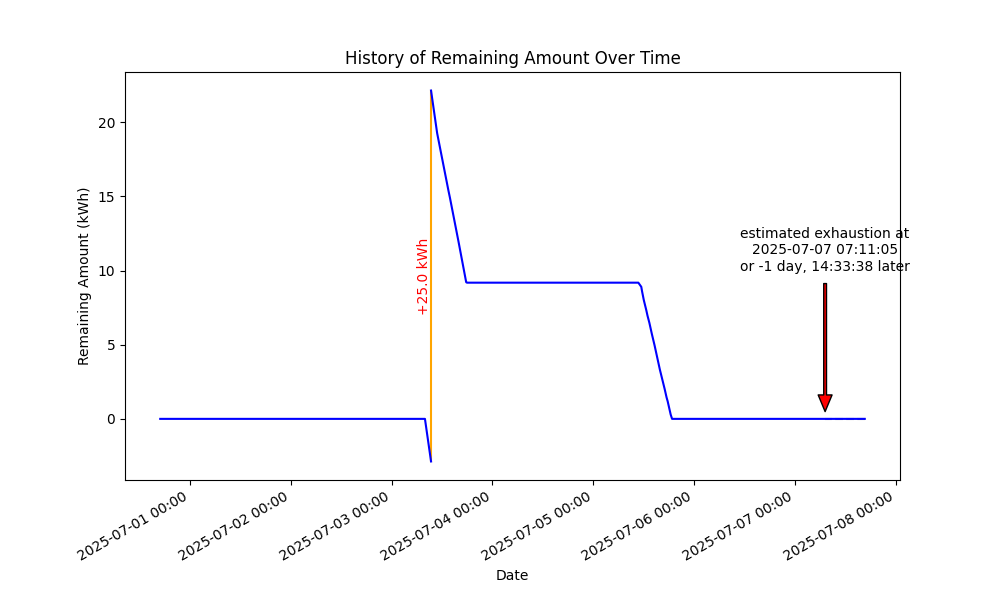 History of Remaining Amount Over Time
Remaining Amount (kWh)
20
15
10
5
0
+25.0 kWh
estimated exhaustion at
2025-07-07 07:11:05
or -1 day, 14:33:38 later
2025-07-01 00:00
2025-07-02 00:00
2025-07-03 00:00
2025-07-04 00:00
2025-07-05 00:00
2025-07-06 00:00
2025-07-07 00:00
2025-07-08 00:00
Date